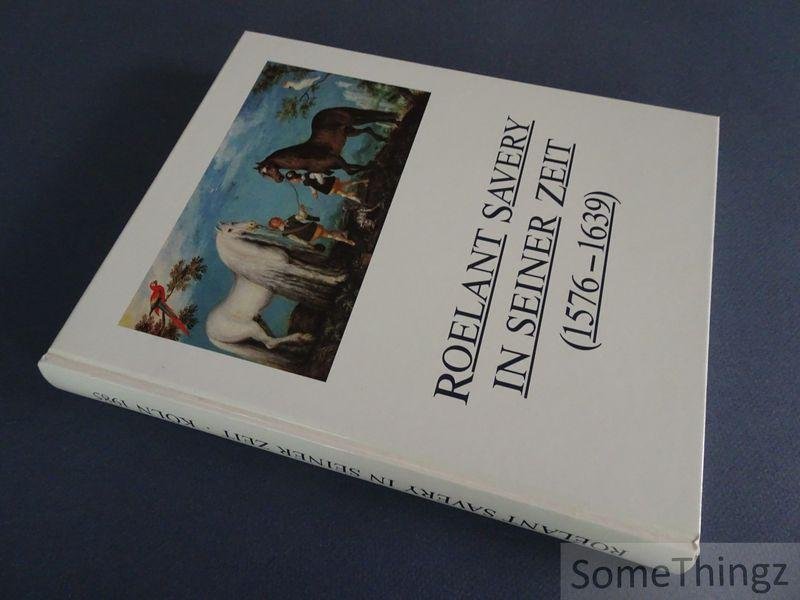 ROELANT SAVERY
IN SEINER ZEIT
(1576–1639)
ROELANT SAVERY IN SEINER ZEIT · KÖLN 1985
SomeThingz